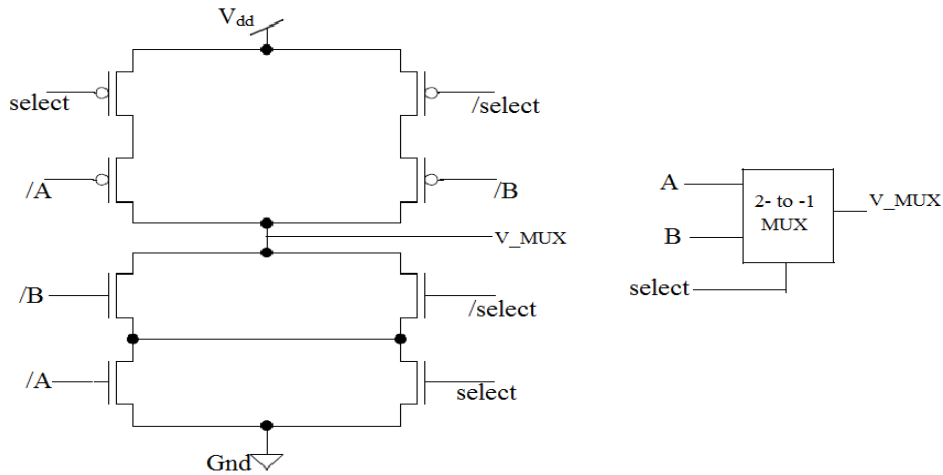 Vdd
select
/select
/A
/B
V_MUX
/B
/select
/A
select
Gnd
A
B
2- to -1
MUX
V_MUX
select